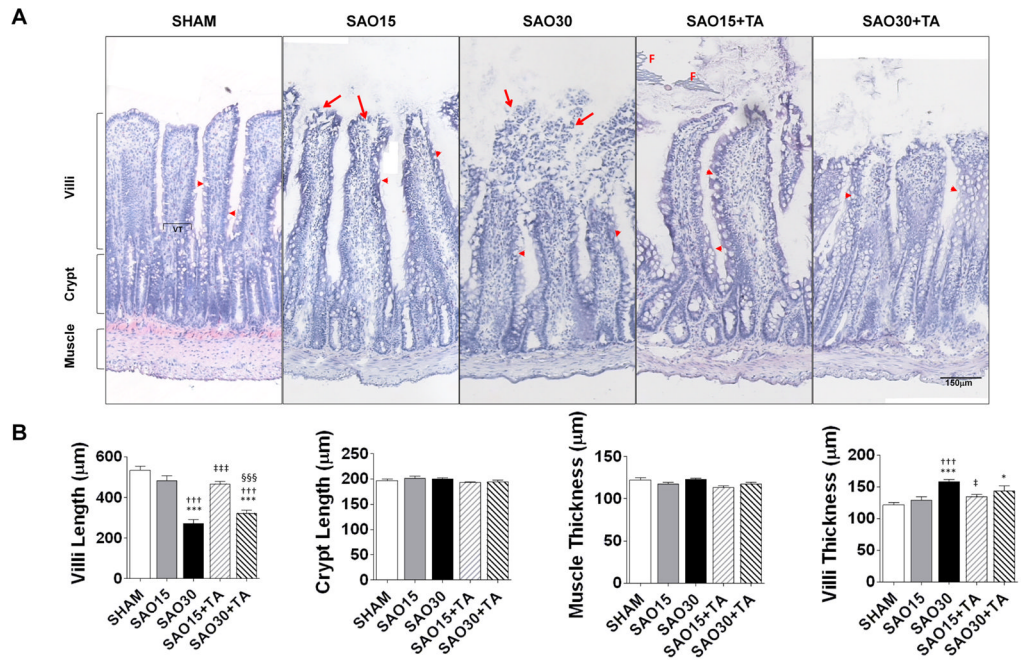 A
SHAM SAO15 SAO30 SAO15+TA SAO30+TA
F
F
Villi
VT
Crypt
Muscle
150µm
B
Villi Length (µm)
600
400
200
0
‡‡‡
§§§
††† †††
*** ***
SHAM
SAO15
SAO30
SAO15+TA
SAO30+TA
Crypt Length (µm)
250
200
150
100
50
0
SHAM
SAO15
SAO30
SAO15+TA
SAO30+TA
Muscle Thickness (µm)
150
100
50
0
SHAM
SAO15
SAO30
SAO15+TA
SAO30+TA
Villi Thickness (µm)
200
150
100
50
0
†††
***
‡
*
SHAM
SAO15
SAO30
SAO15+TA
SAO30+TA